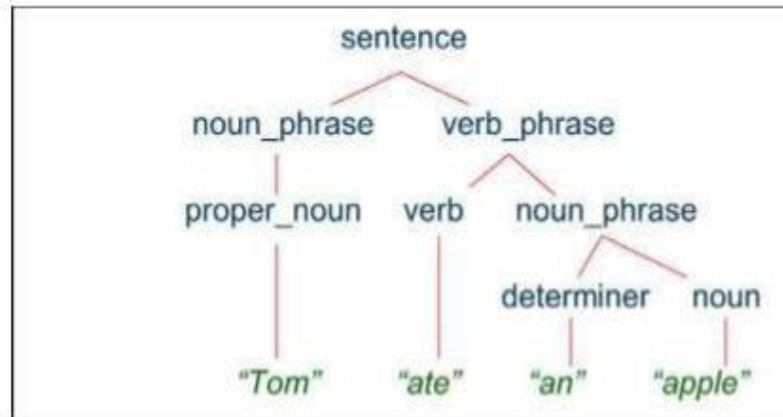 sentence
noun_phrase verb_phrase
proper_noun verb noun_phrase
determiner noun
“Tom” “ate” “an” “apple”